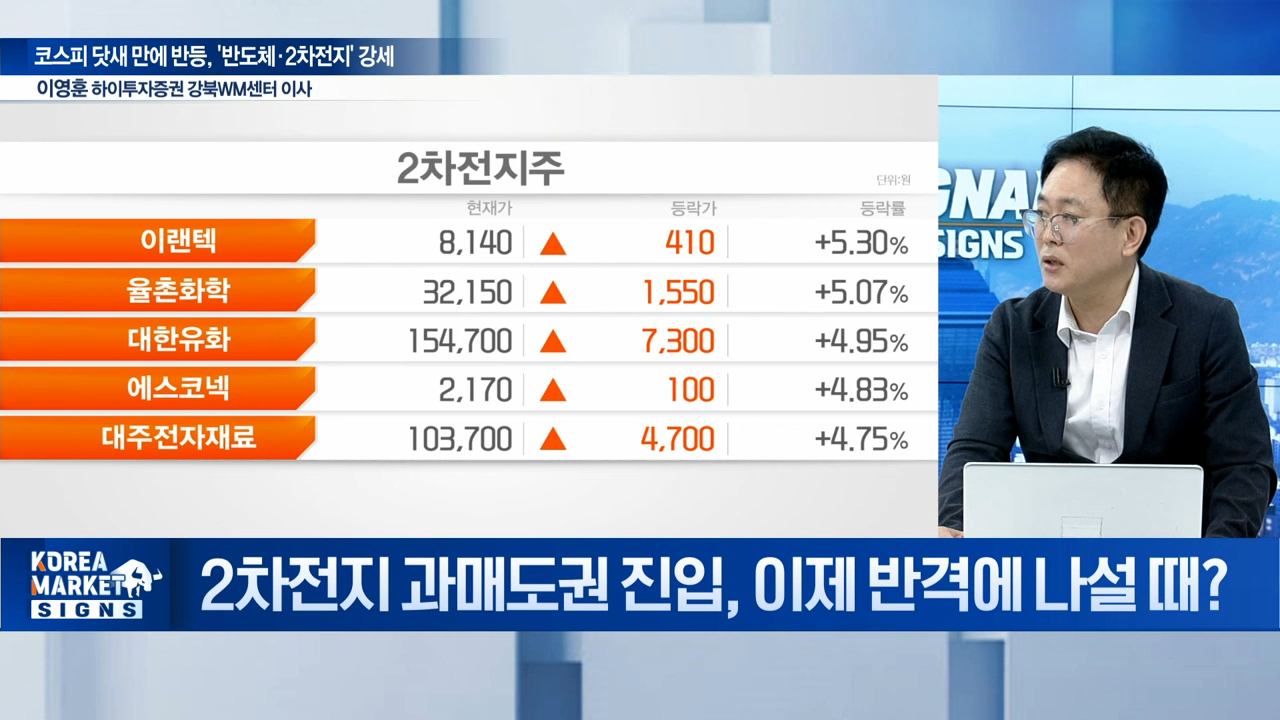 코스피 닷새 만에 반등, '반도체·2차전지' 강세
이영훈 하이투자증권 강북WM센터 이사
2차전지주
단위:원
현재가 등락가 등락률
이랜텍 8,140 ▲ 410 +5.30%
율촌화학 32,150 ▲ 1,550 +5.07%
대한유화 154,700 ▲ 7,300 +4.95%
에스코넥 2,170 ▲ 100 +4.83%
대주전자재료 103,700 ▲ 4,700 +4.75%
GNA
SIGNS
KOREA
MARKET
SIGNS
2차전지 과매도권 진입, 이제 반격에 나설 때?